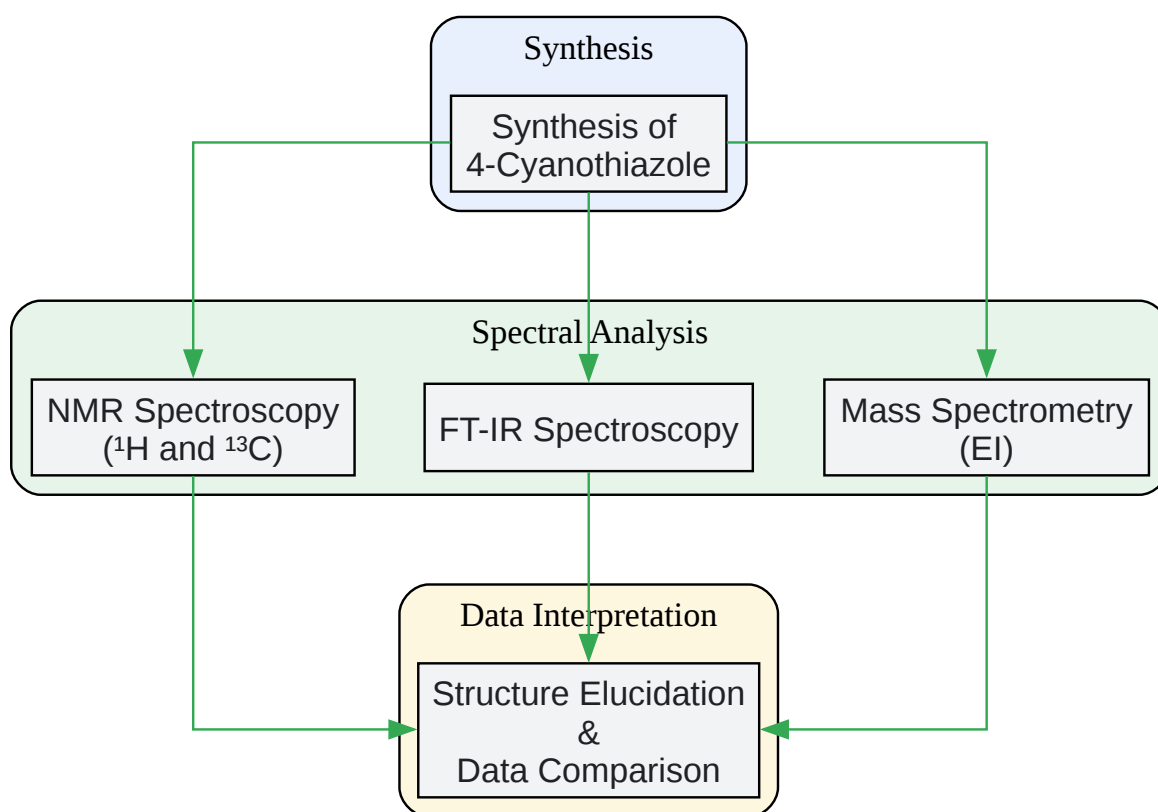 Synthesis
Synthesis of
4-Cyanothiazole
Spectral Analysis
NMR Spectroscopy
(¹H and ¹³C)
FT-IR Spectroscopy
Mass Spectrometry
(EI)
Data Interpretation
Structure Elucidation
&
Data Comparison